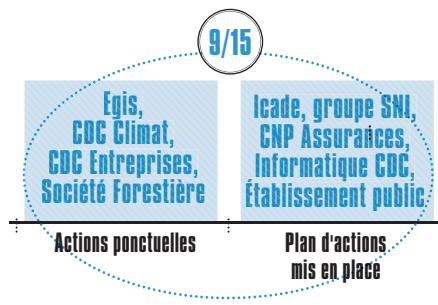 9/15
Egis,
CDC Climat,
CDC Entreprises,
Société Forestière
Icade, groupe SNI,
CNP Assurances,
Informatique CDC,
Établissement public
Actions ponctuelles
Plan d'actions
mis en place